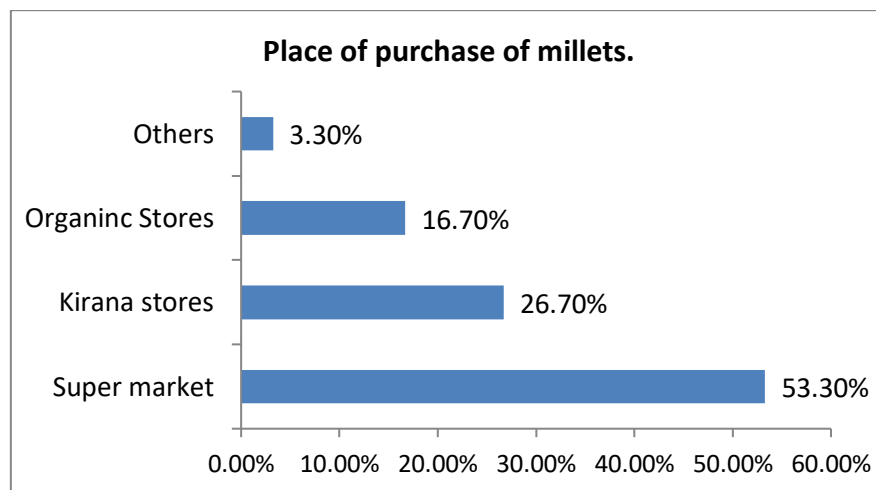 Place of purchase of millets.
Others 3.30%
Organinc Stores 16.70%
Kirana stores 26.70%
Super market 53.30%
0.00% 10.00% 20.00% 30.00% 40.00% 50.00% 60.00%